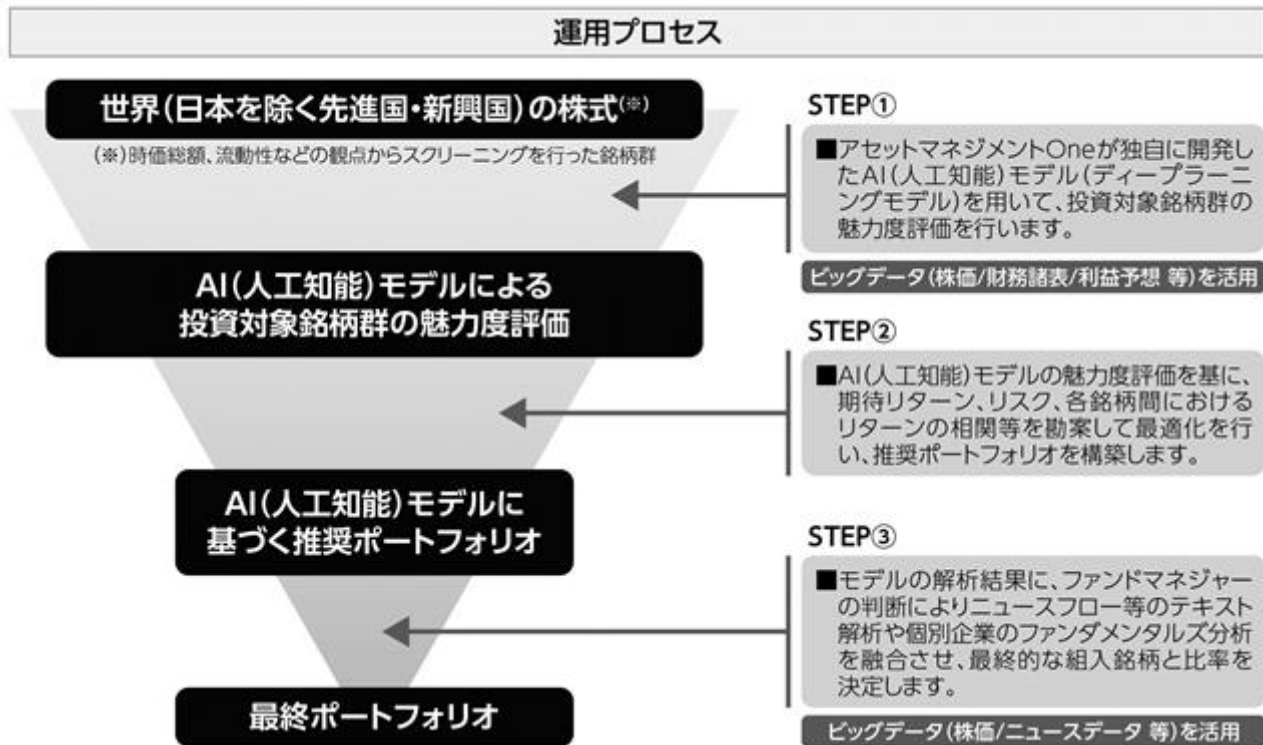 運用プロセス
世界(日本を除く先進国・新興国)の株式(※)
(※)時価総額、流動性などの観点からスクリーニングを行った銘柄群
STEP①
■アセットマネジメントOneが独自に開発し
たAI(人工知能)モデル(ディープラーニ
ングモデル)を用いて、投資対象銘柄群の
魅力度評価を行います。
ビッグデータ(株価/財務諸表/利益予想 等)を活用
AI(人工知能)モデルによる
投資対象銘柄群の魅力度評価
STEP②
■AI(人工知能)モデルの魅力度評価を基に、
期待リターン、リスク、各銘柄間における
リターンの相関等を勘案して最適化を行
い、推奨ポートフォリオを構築します。
AI(人工知能)モデルに
基づく推奨ポートフォリオ
STEP③
■モデルの解析結果に、ファンドマネジャー
の判断によりニュースフロー等のテキスト
解析や個別企業のファンダメンタルズ分析
を融合させ、最終的な組入銘柄と比率を
決定します。
ビッグデータ(株価/ニュースデータ 等)を活用
最終ポートフォリオ